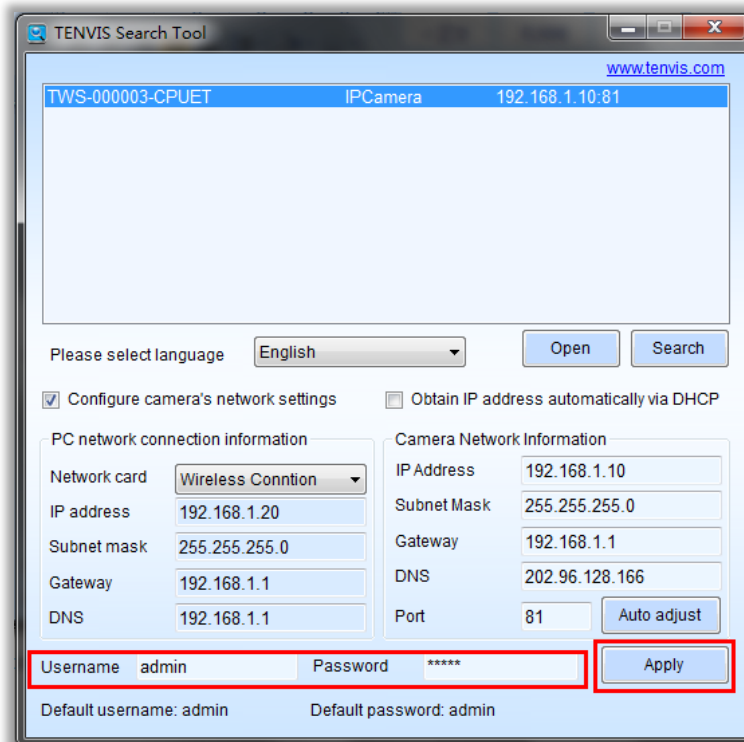 TENVIS Search Tool
www.tenvis.com
TWS-000003-CPUET IPCamera 192.168.1.10:81
Please select language English Open Search
Configure camera's network settings Obtain IP address automatically via DHCP
PC network connection information
Network card Wireless Conntion
IP address 192.168.1.20
Subnet mask 255.255.255.0
Gateway 192.168.1.1
DNS 192.168.1.1
Camera Network Information
IP Address 192.168.1.10
Subnet Mask 255.255.255.0
Gateway 192.168.1.1
DNS 202.96.128.166
Port 81 Auto adjust
Username admin Password ***** Apply
Default username: admin Default password: admin